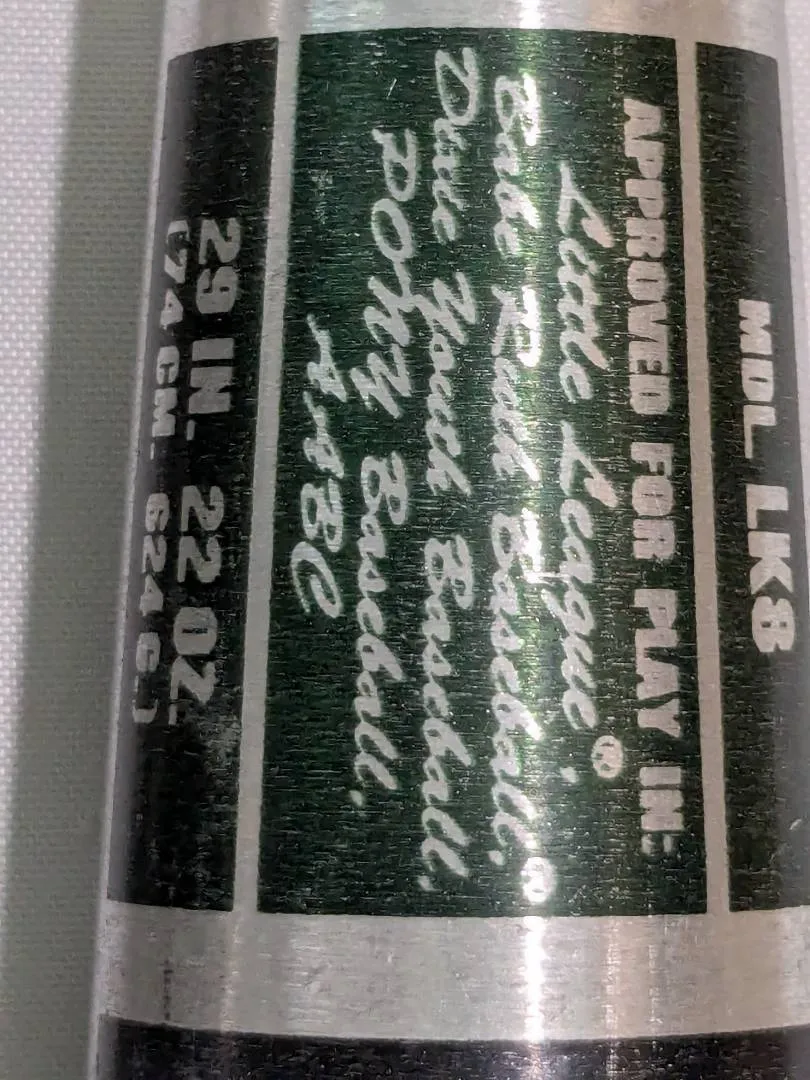 MDL LK8
APPROVED FOR PLAY IN:
Little League®,
Babe Ruth Baseball,®
Dixie Youth Baseball,
PONY Baseball,
AABC
29 IN. 22 OZ.
(74 CM. 624 G.)